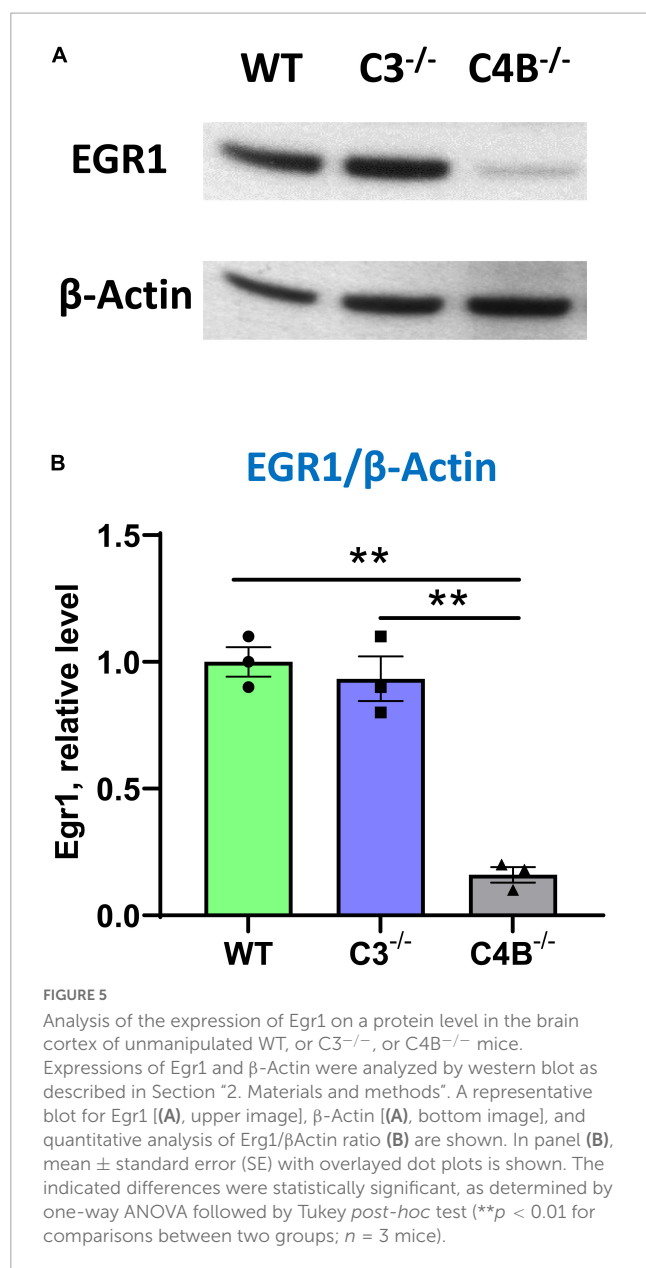 A
WT C3-/- C4B-/-
EGR1
β-Actin
B
EGR1/β-Actin
**
**
1.5
1.0
0.5
0.0
Egr1, relative level
WT C3-/- C4B-/-
FIGURE 5
Analysis of the expression of Egr1 on a protein level in the brain
cortex of unmanipulated WT, or C3−/−, or C4B−/− mice.
Expressions of Egr1 and β-Actin were analyzed by western blot as
described in Section “2. Materials and methods”. A representative
blot for Egr1 [(A), upper image], β-Actin [(A), bottom image], and
quantitative analysis of Erg1/βActin ratio (B) are shown. In panel (B),
mean ± standard error (SE) with overlayed dot plots is shown. The
indicated differences were statistically significant, as determined by
one-way ANOVA followed by Tukey post-hoc test (**p < 0.01 for
comparisons between two groups; n = 3 mice).